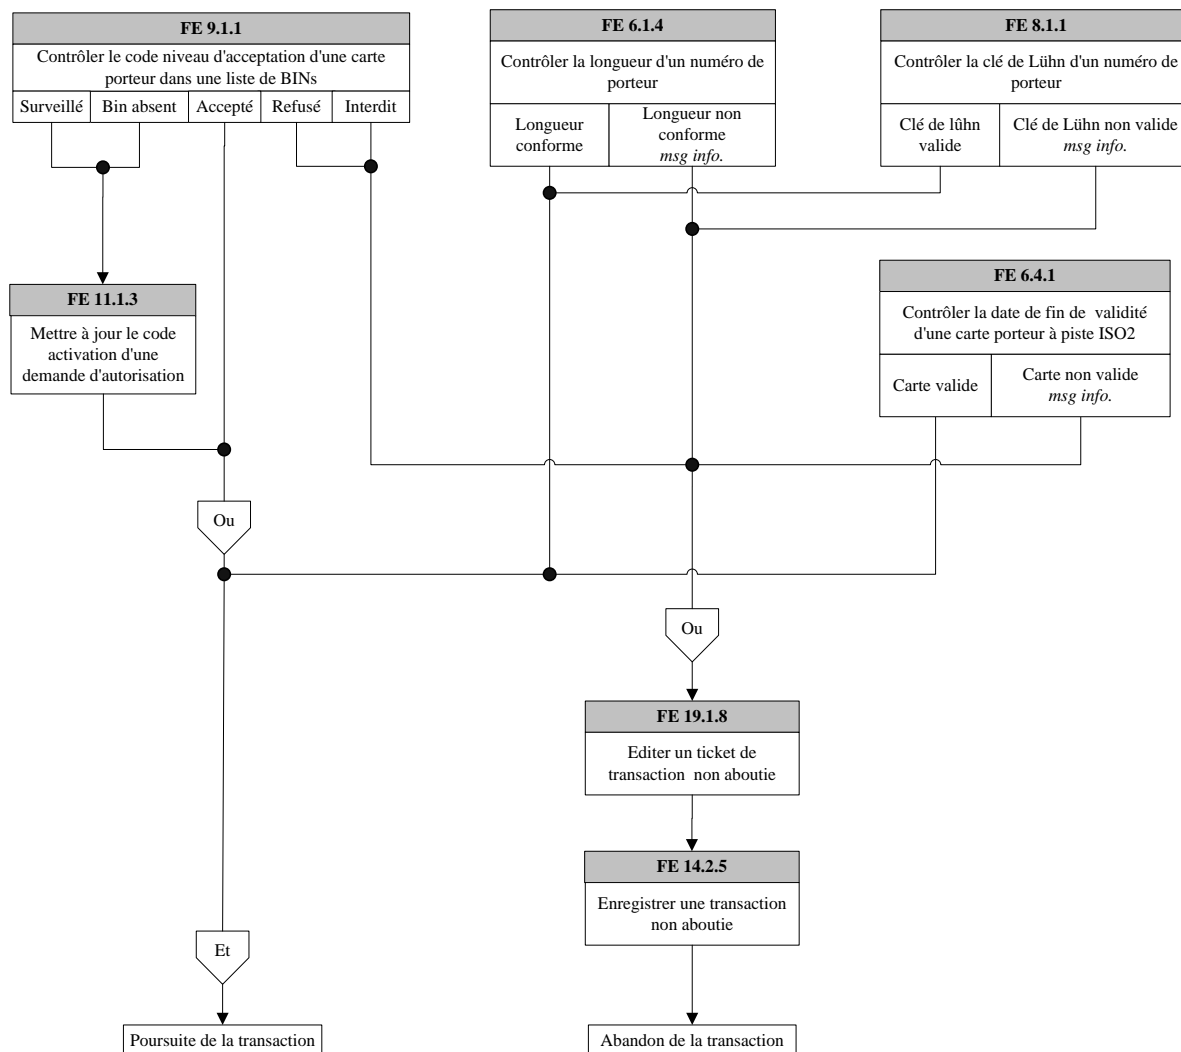 FE 9.1.1
Contrôler le code niveau d'acceptation d'une carte
porteur dans une liste de BINs
Surveillé
Bin absent
Accepté
Refusé
Interdit
FE 6.1.4
Contrôler la longueur d'un numéro de
porteur
Longueur
conforme
Longueur non
conforme
msg info.
FE 8.1.1
Contrôler la clé de Lühn d'un numéro de
porteur
Clé de lûhn
valide
Clé de Lühn non valide
msg info.
FE 11.1.3
Mettre à jour le code
activation d'une
demande d'autorisation
FE 6.4.1
Contrôler la date de fin de validité
d'une carte porteur à piste ISO2
Carte valide
Carte non valide
msg info.
Ou
Ou
FE 19.1.8
Editer un ticket de
transaction non aboutie
FE 14.2.5
Enregistrer une transaction
non aboutie
Et
Poursuite de la transaction
Abandon de la transaction